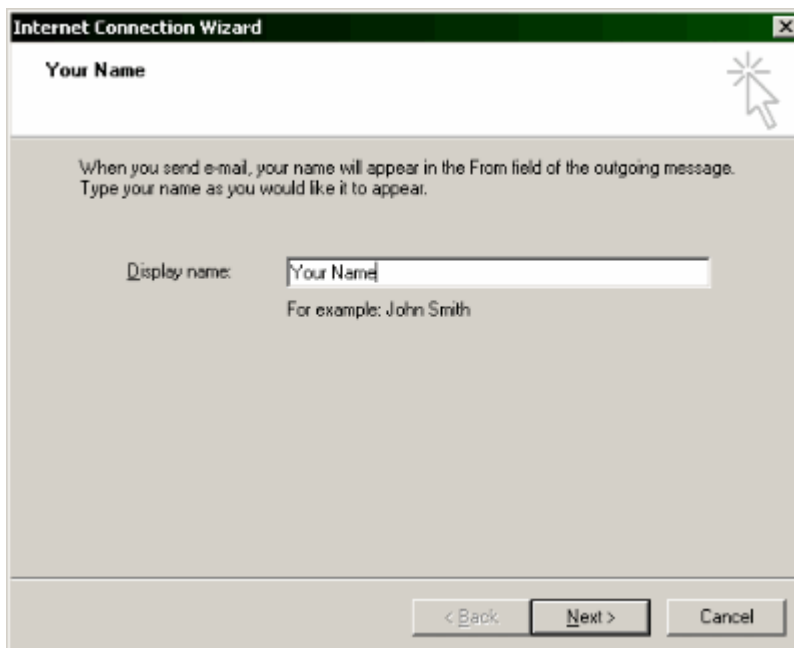 Internet Connection Wizard
Your Name
When you send e-mail, your name will appear in the From field of the outgoing message.
Type your name as you would like it to appear.
Display name: Your Name
For example: John Smith
< Back Next > Cancel